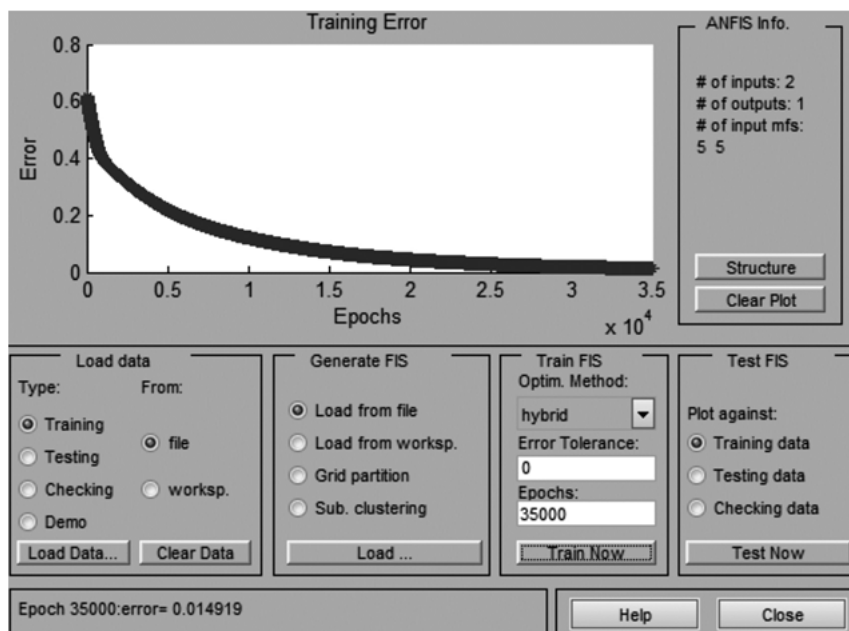 Training Error
0.8
0.6
0.4
0.2
0
Error
0 0.5 1 1.5 2 2.5 3 3.5
Epochs
x 10^4
ANFIS Info.
# of inputs: 2
# of outputs: 1
# of input mfs:
5 5
Structure
Clear Plot
Load data
Type: From:
Training
Testing
Checking
Demo
file
worksp.
Load Data... Clear Data
Generate FIS
Load from file
Load from worksp.
Grid partition
Sub. clustering
Load ...
Train FIS
Optim. Method:
hybrid
Error Tolerance:
0
Epochs:
35000
Train Now
Test FIS
Plot against:
Training data
Testing data
Checking data
Test Now
Epoch 35000:error= 0.014919
Help Close